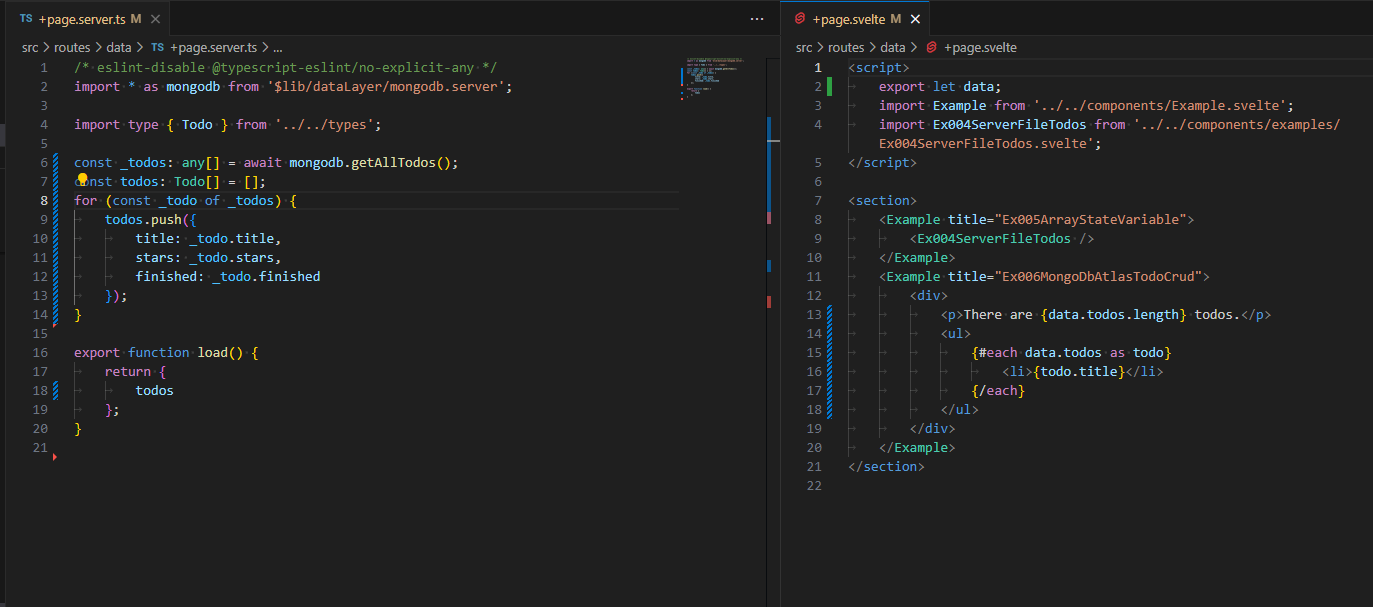 TS +page.server.ts M ×
src > routes > data > TS +page.server.ts > ...
1 /* eslint-disable @typescript-eslint/no-explicit-any */
2 import * as mongodb from '$lib/dataLayer/mongodb.server';
3
4 import type { Todo } from '../../types';
5
6 const _todos: any[] = await mongodb.getAllTodos();
7 const todos: Todo[] = [];
8 for (const _todo of _todos) {
9 todos.push({
10 title: _todo.title,
11 stars: _todo.stars,
12 finished: _todo.finished
13 });
14 }
15
16 export function load() {
17 return {
18 todos
19 };
20 }
21
+page.svelte M ×
src > routes > data > +page.svelte
1 <script>
2 export let data;
3 import Example from '../../components/Example.svelte';
4 import Ex004ServerFileTodos from '../../components/examples/
Ex004ServerFileTodos.svelte';
5 </script>
6
7 <section>
8 <Example title="Ex005ArrayStateVariable">
9 <Ex004ServerFileTodos />
10 </Example>
11 <Example title="Ex006MongoDbAtlasTodoCrud">
12 <div>
13 <p>There are {data.todos.length} todos.</p>
14 <ul>
15 {#each data.todos as todo}
16 <li>{todo.title}</li>
17 {/each}
18 </ul>
19 </div>
20 </Example>
21 </section>
22